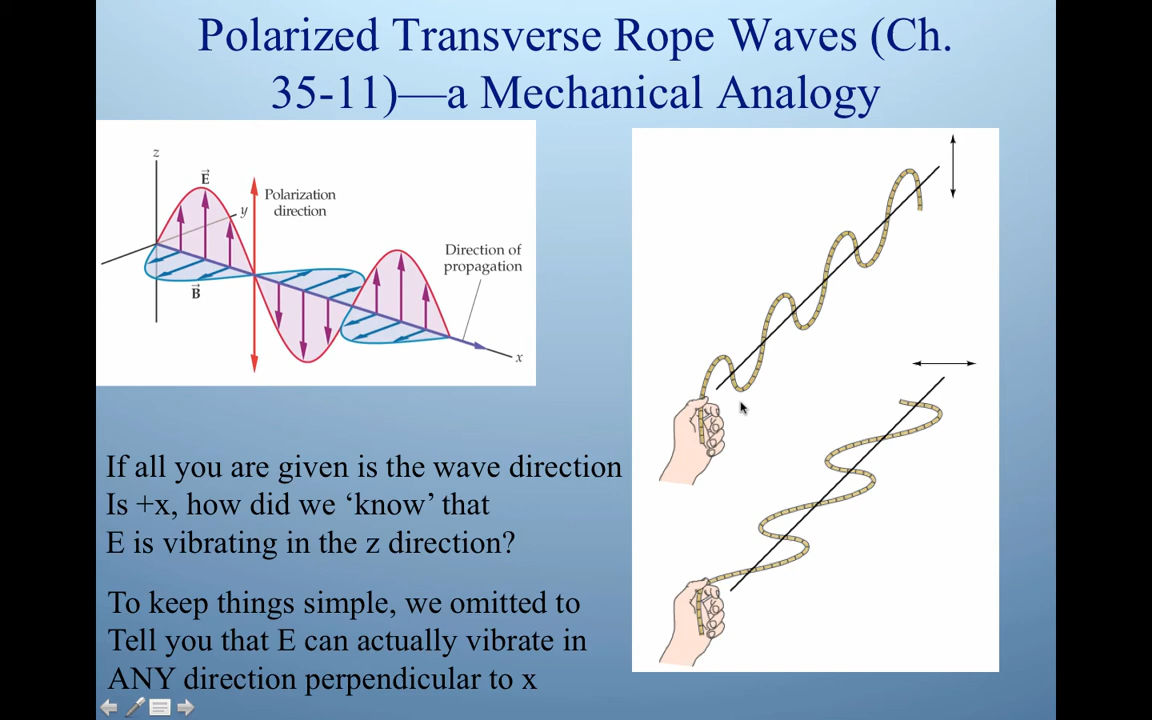 Polarized Transverse Rope Waves (Ch.
35-11)—a Mechanical Analogy
z
E
y
Polarization
direction
Direction of
propagation
B
x
If all you are given is the wave direction
Is +x, how did we ‘know’ that
E is vibrating in the z direction?
To keep things simple, we omitted to
Tell you that E can actually vibrate in
ANY direction perpendicular to x